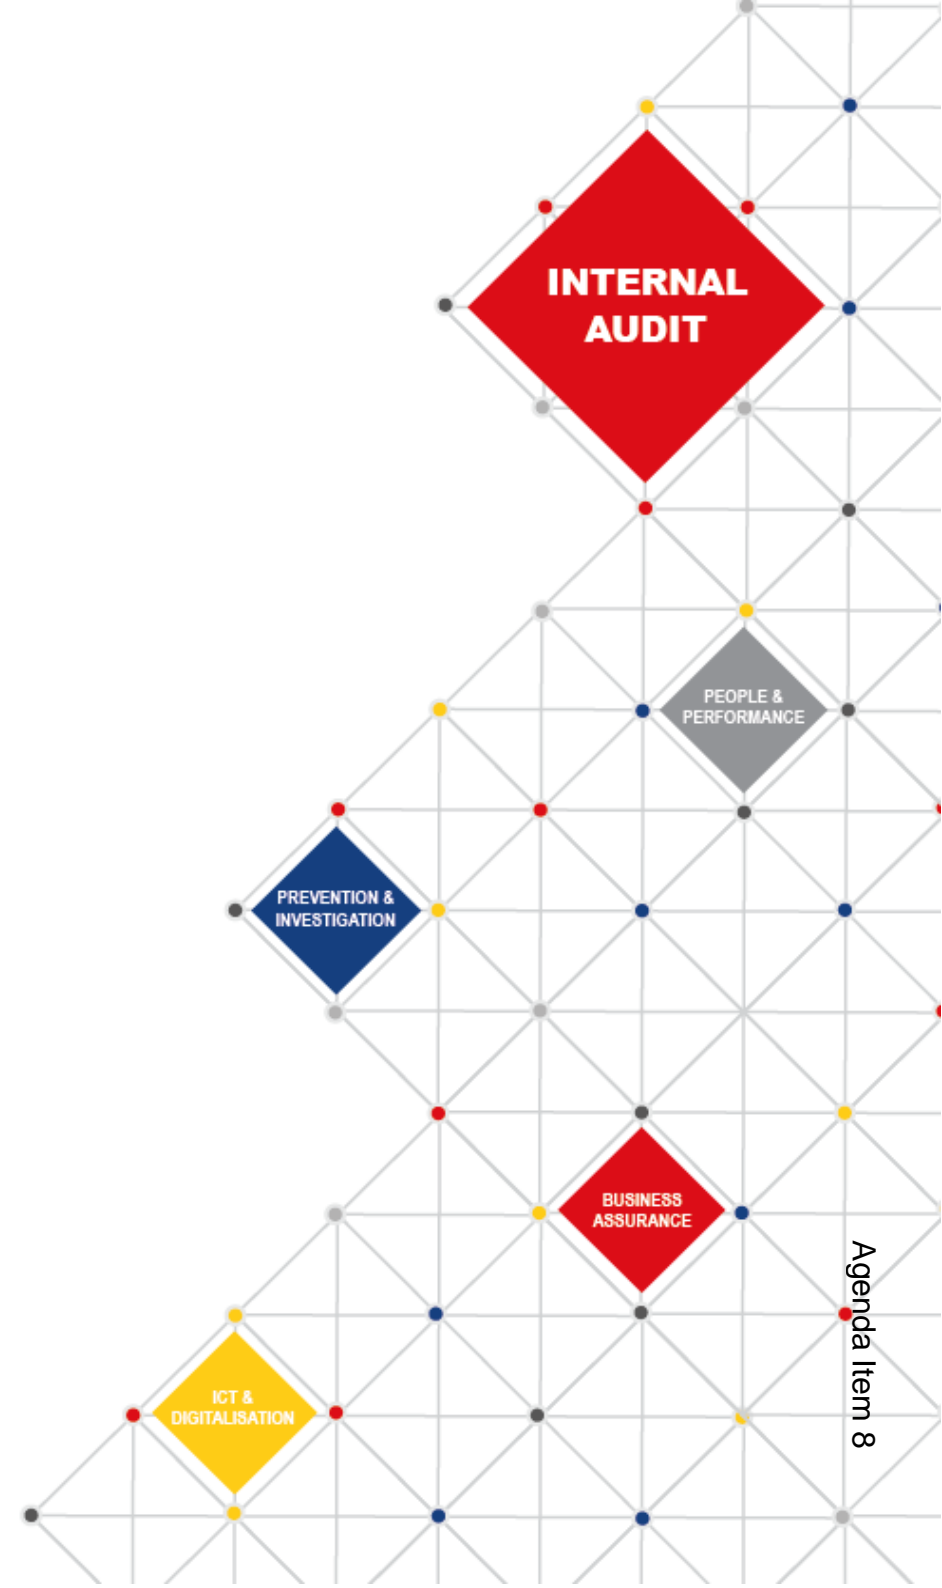 INTERNAL
AUDIT
PEOPLE &
PERFORMANCE
PREVENTION &
INVESTIGATION
BUSINESS
ASSURANCE
Agenda Item 8
ICT &
DIGITALISATION